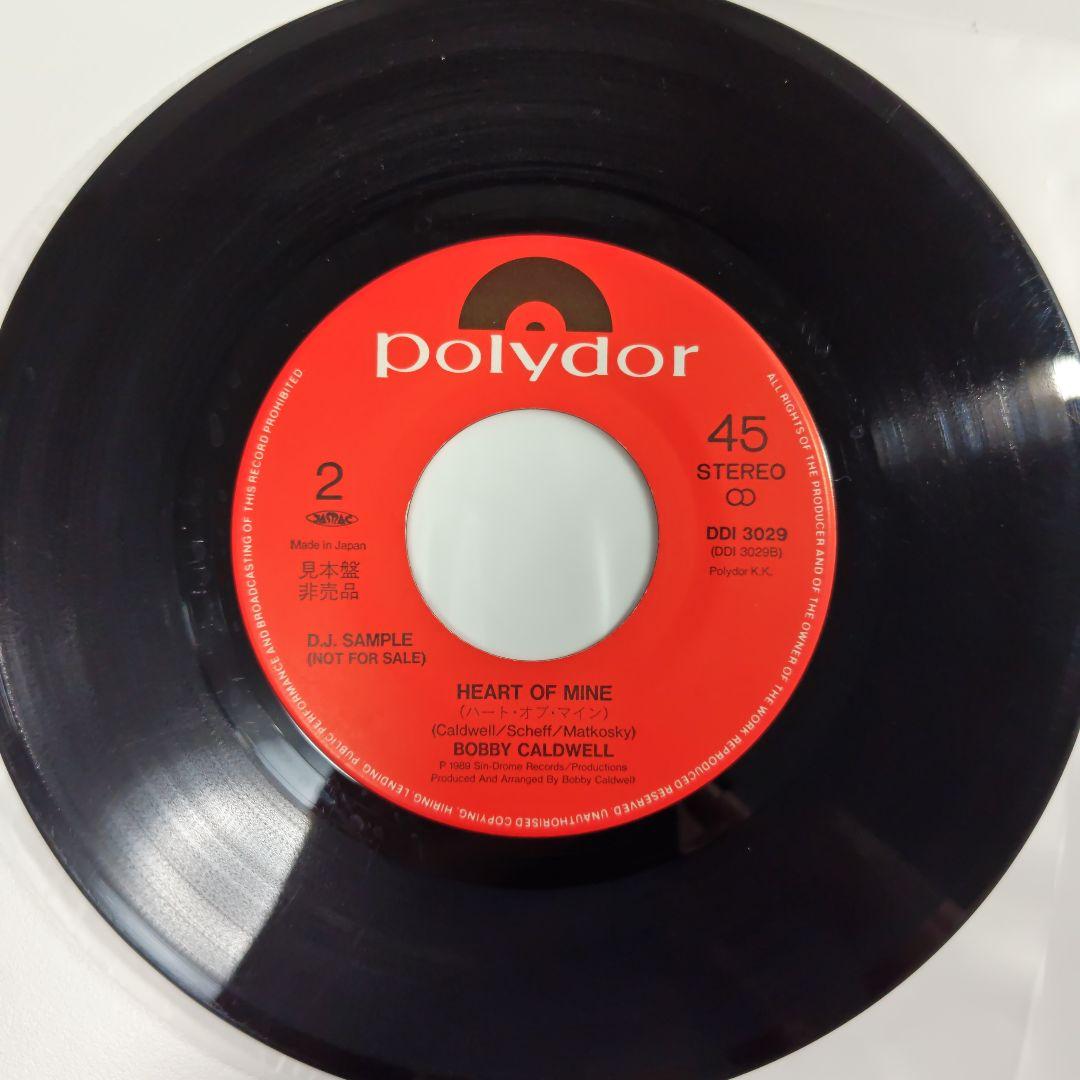 polydor
45
STEREO
2
JASRAC
DDI 3029
(DDI 3029B)
Made in Japan
Polydor K.K.
見本盤
非売品
D.J. SAMPLE
(NOT FOR SALE)
HEART OF MINE
(ハート・オブ・マイン)
(Caldwell/Scheff/Matkosky)
BOBBY CALDWELL
P 1989 Sin-Drome Records/Productions
Produced And Arranged By Bobby Caldwell
ALL RIGHTS OF THE PRODUCER AND OF THE OWNER OF THE WORK REPRODUCED RESERVED. UNAUTHORISED COPYING, HIRING, LENDING, PUBLIC PERFORMANCE AND BROADCASTING OF THIS RECORD PROHIBITED